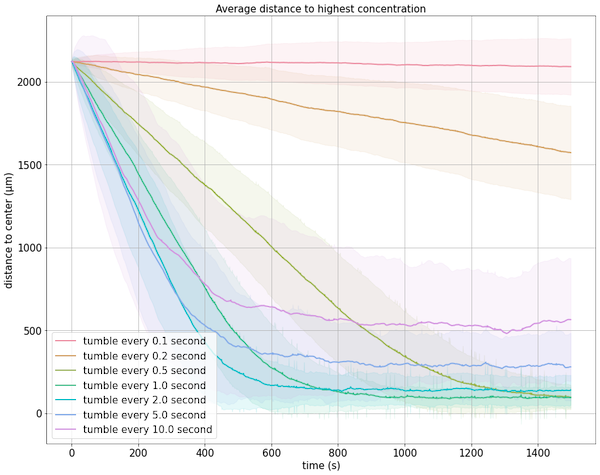 Average distance to highest concentration
distance to center (µm)
2000
1500
1000
500
0
tumble every 0.1 second
tumble every 0.2 second
tumble every 0.5 second
tumble every 1.0 second
tumble every 2.0 second
tumble every 5.0 second
tumble every 10.0 second
0 200 400 600 800 1000 1200 1400
time (s)